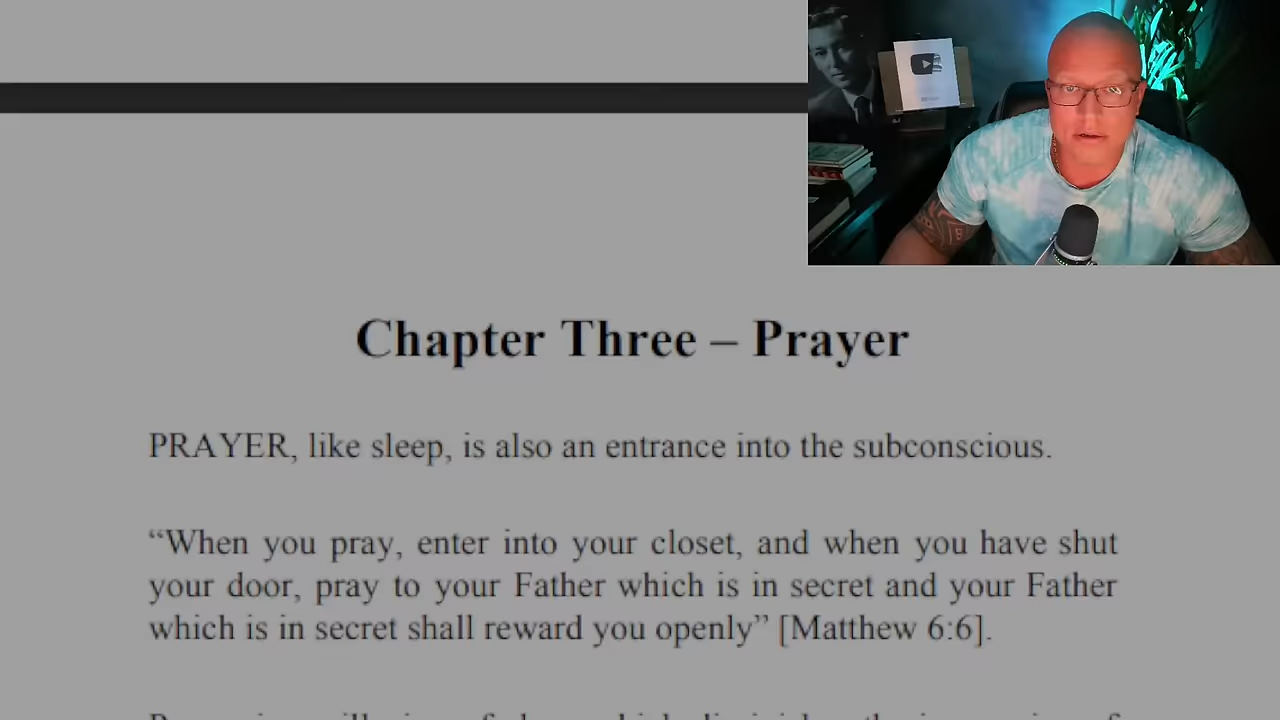 Chapter Three – Prayer
PRAYER, like sleep, is also an entrance into the subconscious.
“When you pray, enter into your closet, and when you have shut
your door, pray to your Father which is in secret and your Father
which is in secret shall reward you openly” [Matthew 6:6].